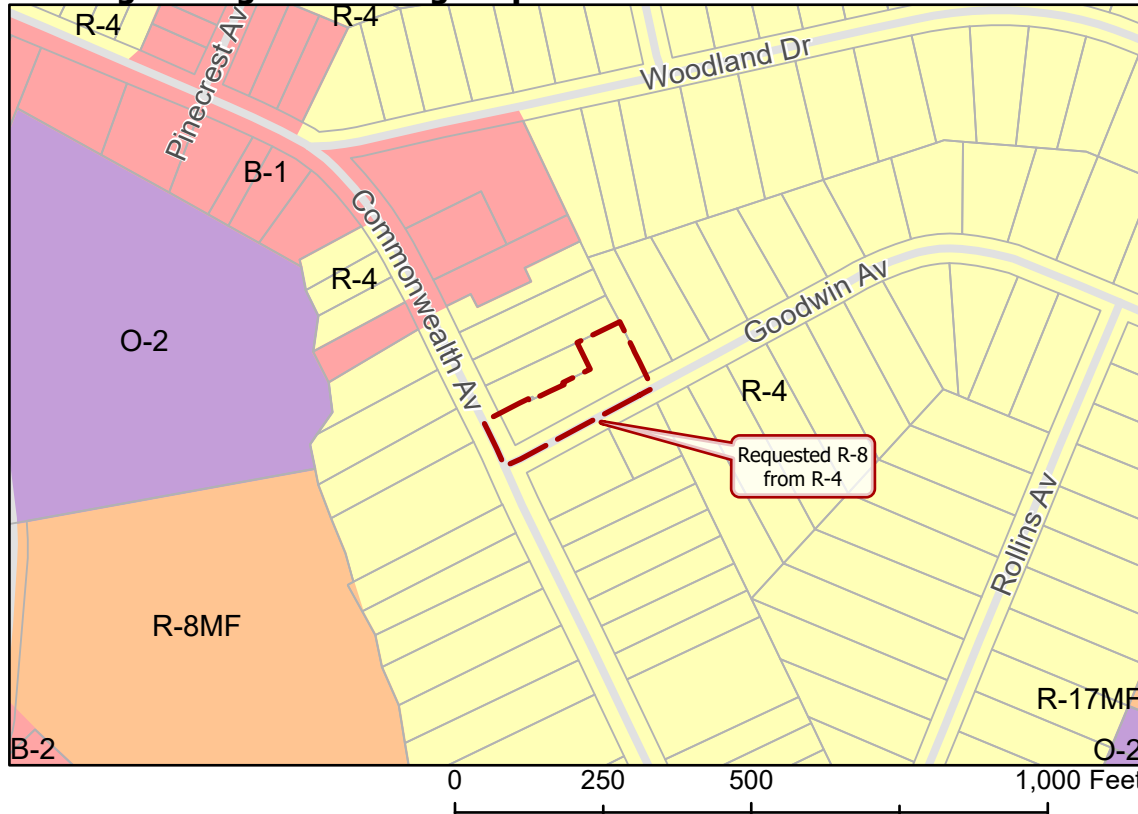 R-4
R-4
Pinecrest Av
Woodland Dr
B-1
Commonwealth Av
R-4
Goodwin Av
O-2
R-4
Requested R-8
from R-4
Rollins Av
R-8MF
R-17MF
B-2
O-2
0 250 500 1,000 Feet